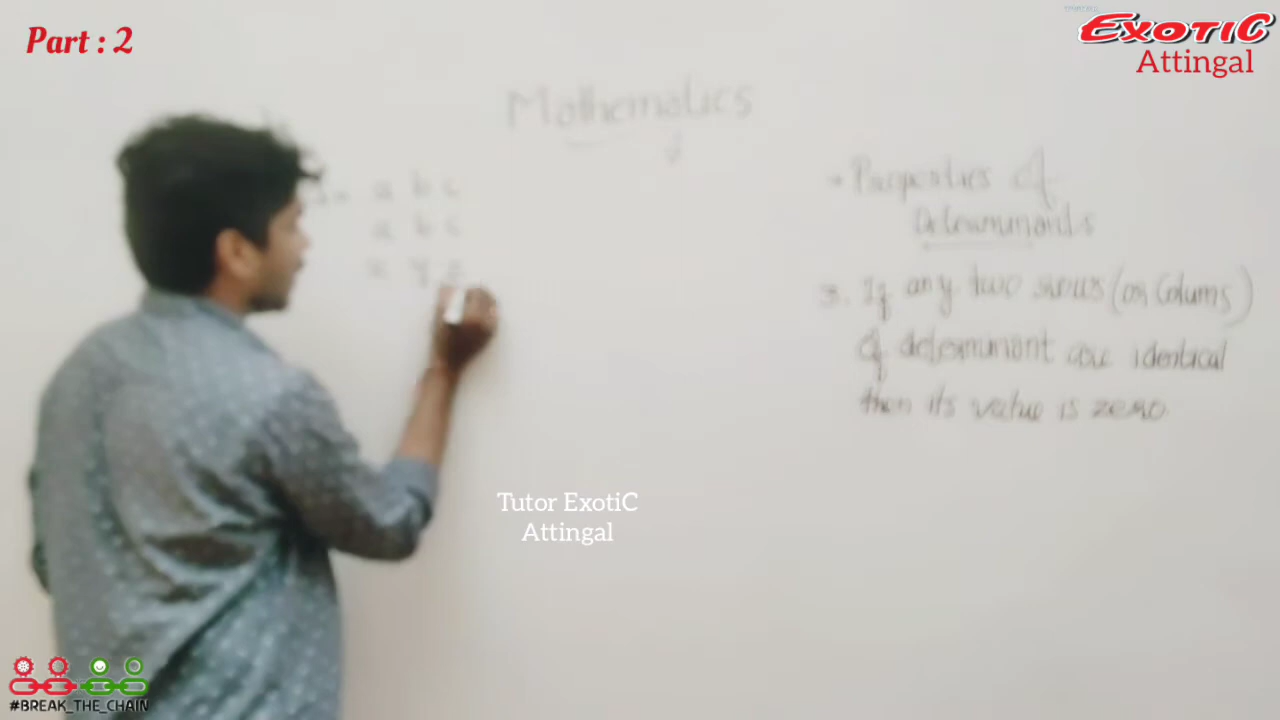 Part : 2
EXOTIC
Attingal
Mathematics
a b c
a b c
x y z
Properties Of
Determinants
3. If any two rows (or Colums)
Of determinant are identical
then its value is zero
Tutor ExotiC
Attingal
#BREAK_THE_CHAIN